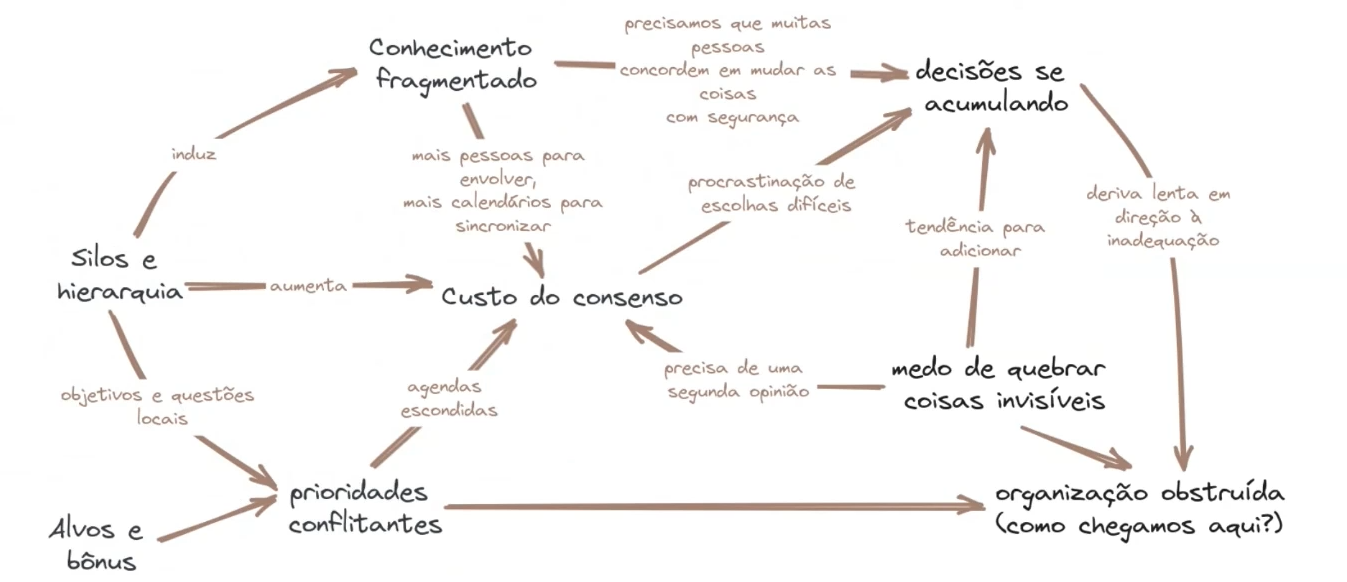 Conhecimento
fragmentado
precisamos que muitas
pessoas
concordem em mudar as
coisas
com segurança
decisões se
acumulando
induz
mais pessoas para
envolver,
mais calendários para
sincronizar
procrastinação de
escolhas difíceis
deriva lenta em
direção à
inadequação
tendência para
adicionar
Silos e
hierarquia
aumenta
Custo do consenso
objetivos e questões
locais
agendas
escondidas
precisa de uma
segunda opinião
medo de quebrar
coisas invisíveis
prioridades
conflitantes
organização obstruída
(como chegamos aqui?)
Alvos e
bônus